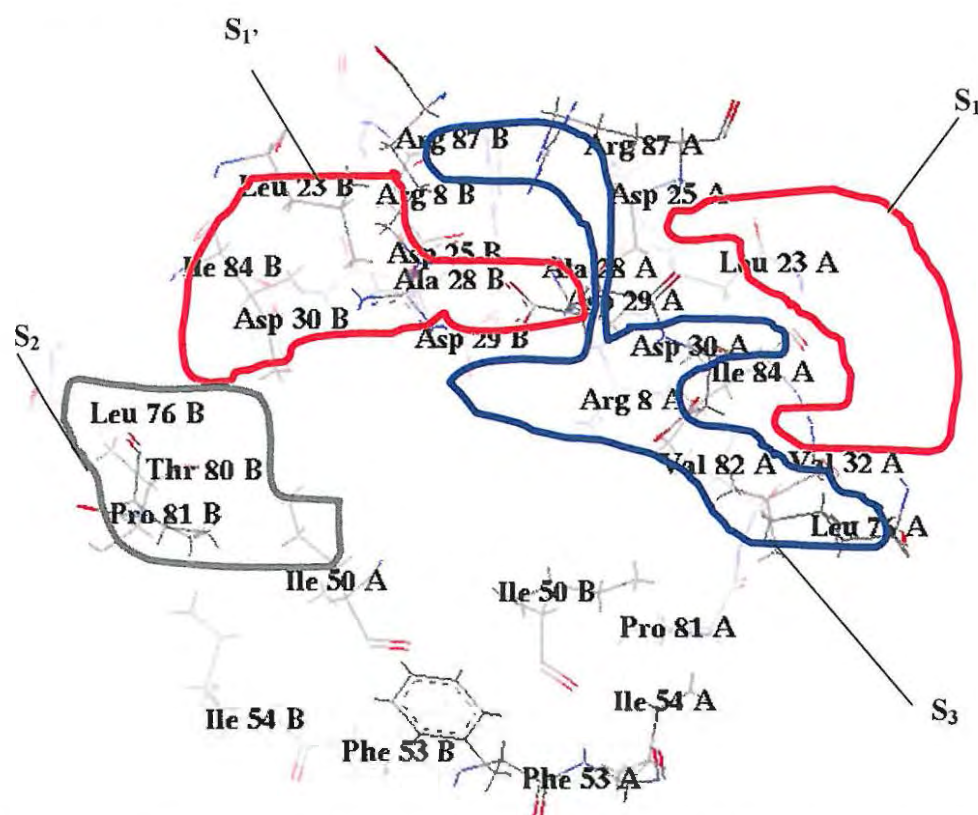 S1’
S1
Arg 87 B
Arg 87 A
Leu 23 B
Arg 8 B
Asp 25 A
Asp 25 B
Ile 84 B
Ala 28 B
Ala 28 A
Leu 23 A
Asp 29 A
Asp 30 B
Asp 29 B
Asp 30 A
S2
Ile 84 A
Arg 8 A
Leu 76 B
Thr 80 B
Val 82 A
Val 32 A
Pro 81 B
Leu 76 A
Ile 50 A
Ile 50 B
Pro 81 A
Ile 54 A
S3
Ile 54 B
Phe 53 B
Phe 53 A